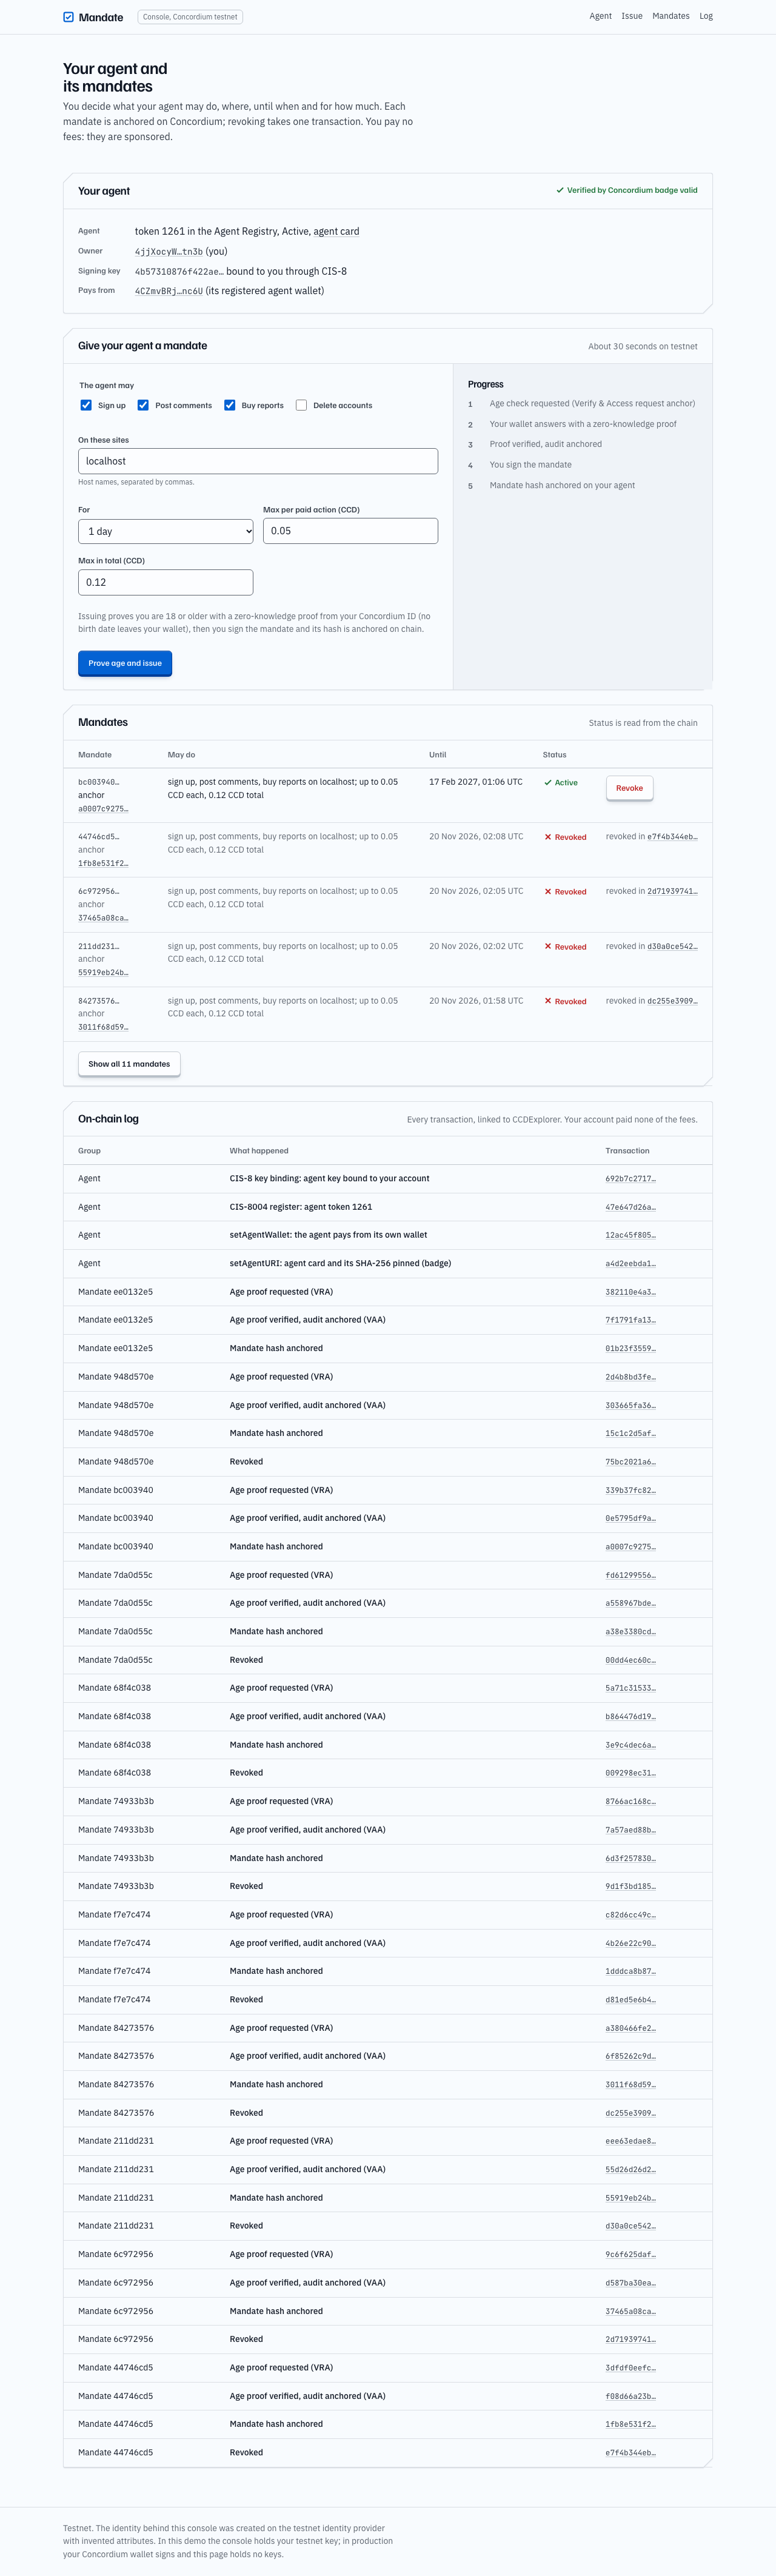 Mandate
Console, Concordium testnet
Agent Issue Mandates Log
Your agent and
its mandates
You decide what your agent may do, where, until when and for how much. Each
mandate is anchored on Concordium; revoking takes one transaction. You pay no
fees: they are sponsored.
Your agent
Verified by Concordium badge valid
Agent token 1261 in the Agent Registry, Active, agent card
Owner 4jjXocyW…tn3b (you)
Signing key 4b57310876f422ae… bound to you through CIS-8
Pays from 4CZmvBRj…nc6U (its registered agent wallet)
Give your agent a mandate
About 30 seconds on testnet
The agent may
Sign up Post comments Buy reports Delete accounts
On these sites
localhost
Host names, separated by commas.
For Max per paid action (CCD)
1 day 0.05
Max in total (CCD)
0.12
Issuing proves you are 18 or older with a zero-knowledge proof from your Concordium ID (no
birth date leaves your wallet), then you sign the mandate and its hash is anchored on chain.
Prove age and issue
Progress
1 Age check requested (Verify & Access request anchor)
2 Your wallet answers with a zero-knowledge proof
3 Proof verified, audit anchored
4 You sign the mandate
5 Mandate hash anchored on your agent
Mandates
Status is read from the chain
Mandate May do Until Status
bc003940… sign up, post comments, buy reports on localhost; up to 0.05 17 Feb 2027, 01:06 UTC Active Revoke
anchor CCD each, 0.12 CCD total
a0007c9275…
44746cd5… sign up, post comments, buy reports on localhost; up to 0.05 20 Nov 2026, 02:08 UTC Revoked revoked in e7f4b344eb…
anchor CCD each, 0.12 CCD total
1fb8e531f2…
6c972956… sign up, post comments, buy reports on localhost; up to 0.05 20 Nov 2026, 02:05 UTC Revoked revoked in 2d71939741…
anchor CCD each, 0.12 CCD total
37465a08ca…
211dd231… sign up, post comments, buy reports on localhost; up to 0.05 20 Nov 2026, 02:02 UTC Revoked revoked in d30a0ce542…
anchor CCD each, 0.12 CCD total
55919eb24b…
84273576… sign up, post comments, buy reports on localhost; up to 0.05 20 Nov 2026, 01:58 UTC Revoked revoked in dc255e3909…
anchor CCD each, 0.12 CCD total
3011f68d59…
Show all 11 mandates
On-chain log
Every transaction, linked to CCDExplorer. Your account paid none of the fees.
Group What happened Transaction
Agent CIS-8 key binding: agent key bound to your account 692b7c2717…
Agent CIS-8004 register: agent token 1261 47e647d26a…
Agent setAgentWallet: the agent pays from its own wallet 12ac45f805…
Agent setAgentURI: agent card and its SHA-256 pinned (badge) a4d2eebda1…
Mandate ee0132e5 Age proof requested (VRA) 382110e4a3…
Mandate ee0132e5 Age proof verified, audit anchored (VAA) 7f1791fa13…
Mandate ee0132e5 Mandate hash anchored 01b23f3559…
Mandate 948d570e Age proof requested (VRA) 2d4b8bd3fe…
Mandate 948d570e Age proof verified, audit anchored (VAA) 303665fa36…
Mandate 948d570e Mandate hash anchored 15c1c2d5af…
Mandate 948d570e Revoked 75bc2021a6…
Mandate bc003940 Age proof requested (VRA) 339b37fc82…
Mandate bc003940 Age proof verified, audit anchored (VAA) 0e5795df9a…
Mandate bc003940 Mandate hash anchored a0007c9275…
Mandate 7da0d55c Age proof requested (VRA) fd61299556…
Mandate 7da0d55c Age proof verified, audit anchored (VAA) a558967bde…
Mandate 7da0d55c Mandate hash anchored a38e3380cd…
Mandate 7da0d55c Revoked 00dd4ec60c…
Mandate 68f4c038 Age proof requested (VRA) 5a71c31533…
Mandate 68f4c038 Age proof verified, audit anchored (VAA) b864476d19…
Mandate 68f4c038 Mandate hash anchored 3e9c4dec6a…
Mandate 68f4c038 Revoked 009298ec31…
Mandate 74933b3b Age proof requested (VRA) 8766ac168c…
Mandate 74933b3b Age proof verified, audit anchored (VAA) 7a57aed88b…
Mandate 74933b3b Mandate hash anchored 6d3f257830…
Mandate 74933b3b Revoked 9d1f3bd185…
Mandate f7e7c474 Age proof requested (VRA) c82d6cc49c…
Mandate f7e7c474 Age proof verified, audit anchored (VAA) 4b26e22c90…
Mandate f7e7c474 Mandate hash anchored 1dddca8b87…
Mandate f7e7c474 Revoked d81ed5e6b4…
Mandate 84273576 Age proof requested (VRA) a380466fe2…
Mandate 84273576 Age proof verified, audit anchored (VAA) 6f85262c9d…
Mandate 84273576 Mandate hash anchored 3011f68d59…
Mandate 84273576 Revoked dc255e3909…
Mandate 211dd231 Age proof requested (VRA) eee63edae8…
Mandate 211dd231 Age proof verified, audit anchored (VAA) 55d26d26d2…
Mandate 211dd231 Mandate hash anchored 55919eb24b…
Mandate 211dd231 Revoked d30a0ce542…
Mandate 6c972956 Age proof requested (VRA) 9c6f625daf…
Mandate 6c972956 Age proof verified, audit anchored (VAA) d587ba30ea…
Mandate 6c972956 Mandate hash anchored 37465a08ca…
Mandate 6c972956 Revoked 2d71939741…
Mandate 44746cd5 Age proof requested (VRA) 3dfdf0eefc…
Mandate 44746cd5 Age proof verified, audit anchored (VAA) f08d66a23b…
Mandate 44746cd5 Mandate hash anchored 1fb8e531f2…
Mandate 44746cd5 Revoked e7f4b344eb…
Testnet. The identity behind this console was created on the testnet identity provider
with invented attributes. In this demo the console holds your testnet key; in production
your Concordium wallet signs and this page holds no keys.